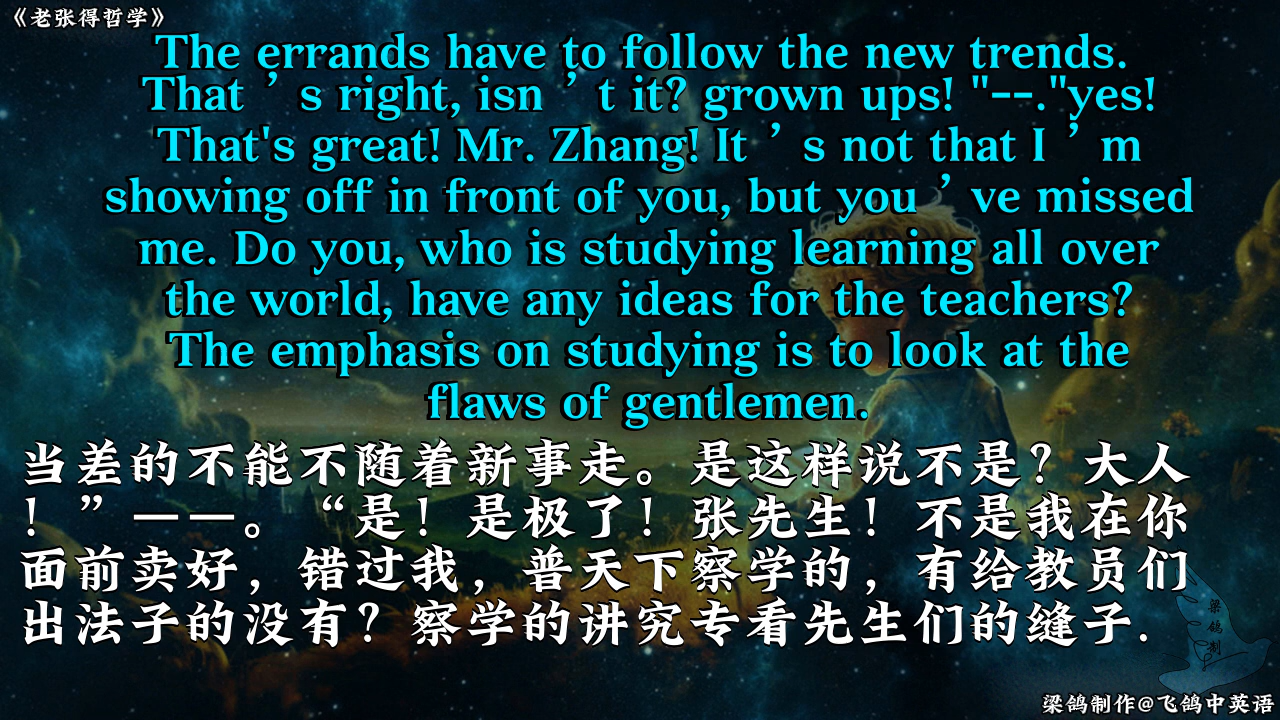 《老张得哲学》
The errands have to follow the new trends.
That ’ s right, isn ’ t it? grown ups! "--."yes!
That's great! Mr. Zhang! It ’ s not that I ’ m
showing off in front of you, but you ’ ve missed
me. Do you, who is studying learning all over
the world, have any ideas for the teachers?
The emphasis on studying is to look at the
flaws of gentlemen.
当差的不能不随着新事走。是这样说不是？大人
！”——。“是！是极了！张先生！不是我在你
面前卖好，错过我，普天下察学的，有给教员们
出法子的没有？察学的讲究专看先生们的缝子.
梁鸽制
梁鸽制作@飞鸽中英语